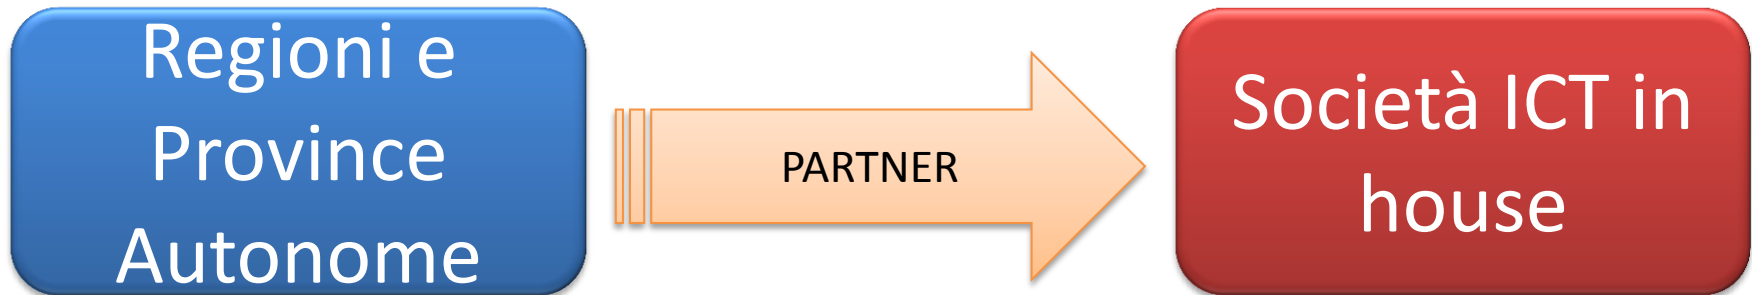 Regioni e
Province
Autonome
PARTNER
Società ICT in
house